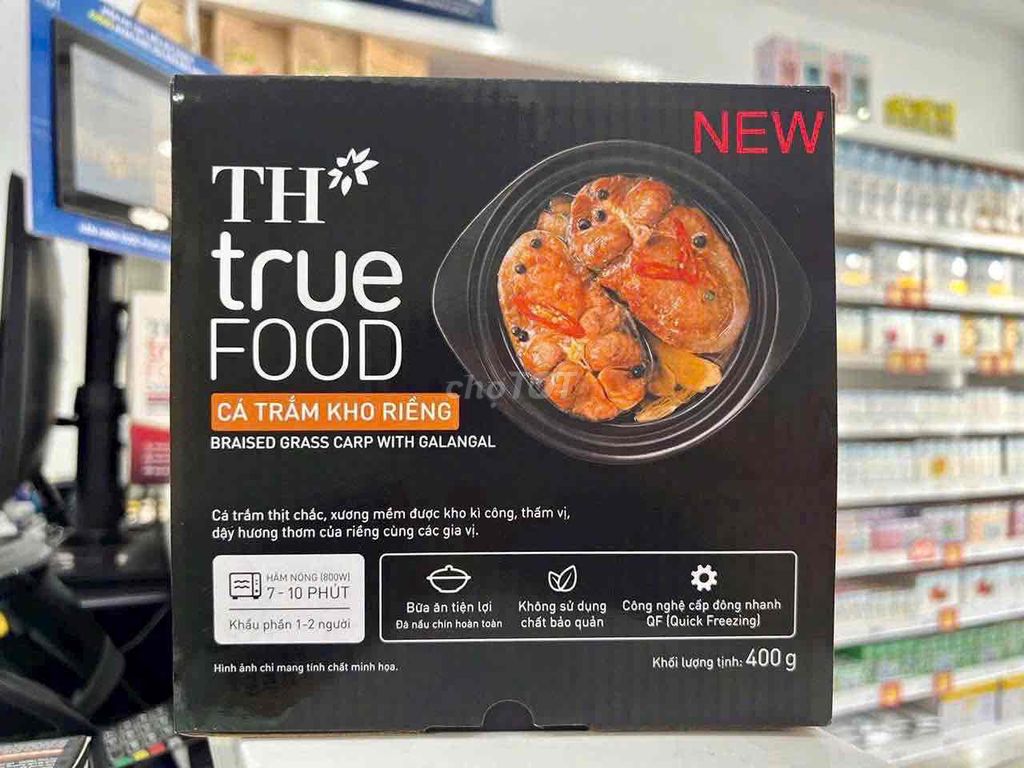 NEW
TH
true
FOOD
CÁ TRẮM KHO RIỀNG
BRAISED GRASS CARP WITH GALANGAL
chợTỐT
Cá trắm thịt chắc, xương mềm được kho kì công, thấm vị,
dậy hương thơm của riềng cùng các gia vị.
HÂM NÓNG (800W)
7 - 10 PHÚT
Khẩu phần 1-2 người
Bữa ăn tiện lợi
Đã nấu chín hoàn toàn
Không sử dụng
chất bảo quản
Công nghệ cấp đông nhanh
QF (Quick Freezing)
Hình ảnh chỉ mang tính chất minh họa.
Khối lượng tịnh: 400 g